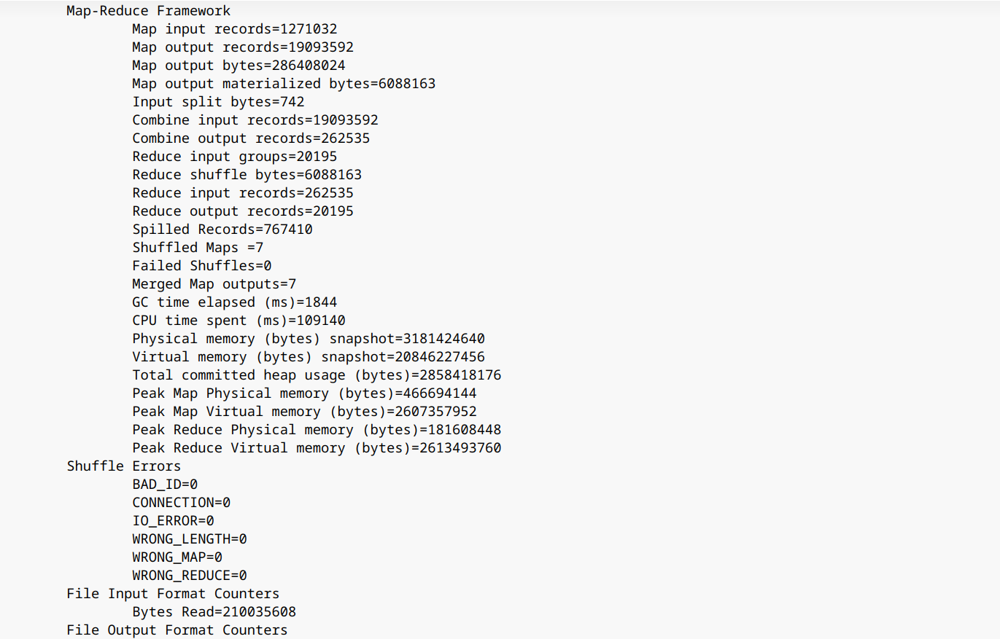 Map-Reduce Framework
Map input records=1271032
Map output records=19093592
Map output bytes=286408024
Map output materialized bytes=6088163
Input split bytes=742
Combine input records=19093592
Combine output records=262535
Reduce input groups=20195
Reduce shuffle bytes=6088163
Reduce input records=262535
Reduce output records=20195
Spilled Records=767410
Shuffled Maps =7
Failed Shuffles=0
Merged Map outputs=7
GC time elapsed (ms)=1844
CPU time spent (ms)=109140
Physical memory (bytes) snapshot=3181424640
Virtual memory (bytes) snapshot=20846227456
Total committed heap usage (bytes)=2858418176
Peak Map Physical memory (bytes)=466694144
Peak Map Virtual memory (bytes)=2607357952
Peak Reduce Physical memory (bytes)=181608448
Peak Reduce Virtual memory (bytes)=2613493760
Shuffle Errors
BAD_ID=0
CONNECTION=0
IO_ERROR=0
WRONG_LENGTH=0
WRONG_MAP=0
WRONG_REDUCE=0
File Input Format Counters
Bytes Read=210035608
File Output Format Counters